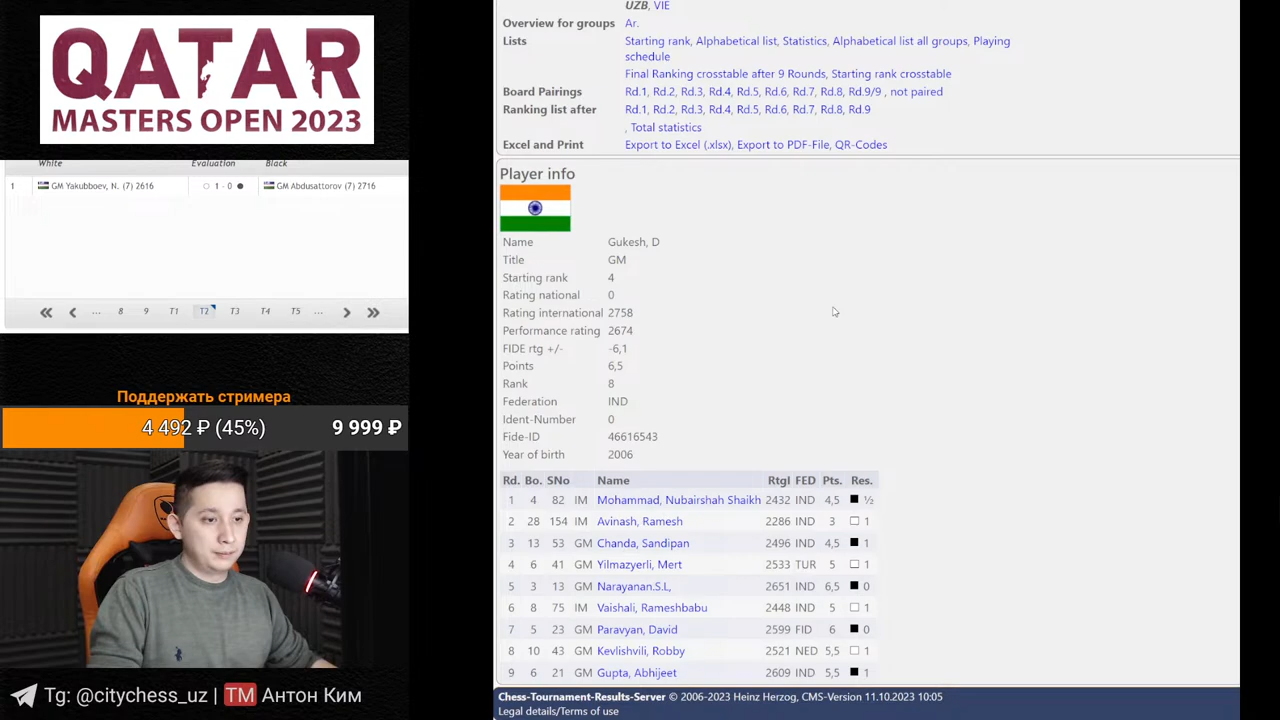 QATAR
MASTERS OPEN 2023
White Evaluation Black
1 GM Yakubboev, N. (7) 2616 1 - 0 GM Abdusattorov (7) 2716
... 8 9 T1 T2 T3 T4 T5 ...
Поддержать стримера
4 492 ₽ (45%) 9 999 ₽
Tg: @citychess_uz | TM Антон Ким
UZB, VIE
Overview for groups Ar.
Lists Starting rank, Alphabetical list, Statistics, Alphabetical list all groups, Playing
schedule
Final Ranking crosstable after 9 Rounds, Starting rank crosstable
Board Pairings Rd.1, Rd.2, Rd.3, Rd.4, Rd.5, Rd.6, Rd.7, Rd.8, Rd.9/9 , not paired
Ranking list after Rd.1, Rd.2, Rd.3, Rd.4, Rd.5, Rd.6, Rd.7, Rd.8, Rd.9
, Total statistics
Excel and Print Export to Excel (.xlsx), Export to PDF-File, QR-Codes
Player info
Name Gukesh, D
Title GM
Starting rank 4
Rating national 0
Rating international 2758
Performance rating 2674
FIDE rtg +/- -6,1
Points 6,5
Rank 8
Federation IND
Ident-Number 0
Fide-ID 46616543
Year of birth 2006
Rd. Bo. SNo Name RtgI FED Pts. Res.
1 4 82 IM Mohammad, Nubairshah Shaikh 2432 IND 4,5 ½
2 28 154 IM Avinash, Ramesh 2286 IND 3 1
3 13 53 GM Chanda, Sandipan 2496 IND 4,5 1
4 6 41 GM Yilmazyerli, Mert 2533 TUR 5 1
5 3 13 GM Narayanan.S.L, 2651 IND 6,5 0
6 8 75 IM Vaishali, Rameshbabu 2448 IND 5 1
7 5 23 GM Paravyan, David 2599 FID 6 0
8 10 43 GM Kevlishvili, Robby 2521 NED 5,5 1
9 6 21 GM Gupta, Abhijeet 2609 IND 5,5 1
Chess-Tournament-Results-Server © 2006-2023 Heinz Herzog, CMS-Version 11.10.2023 10:05
Legal details/Terms of use